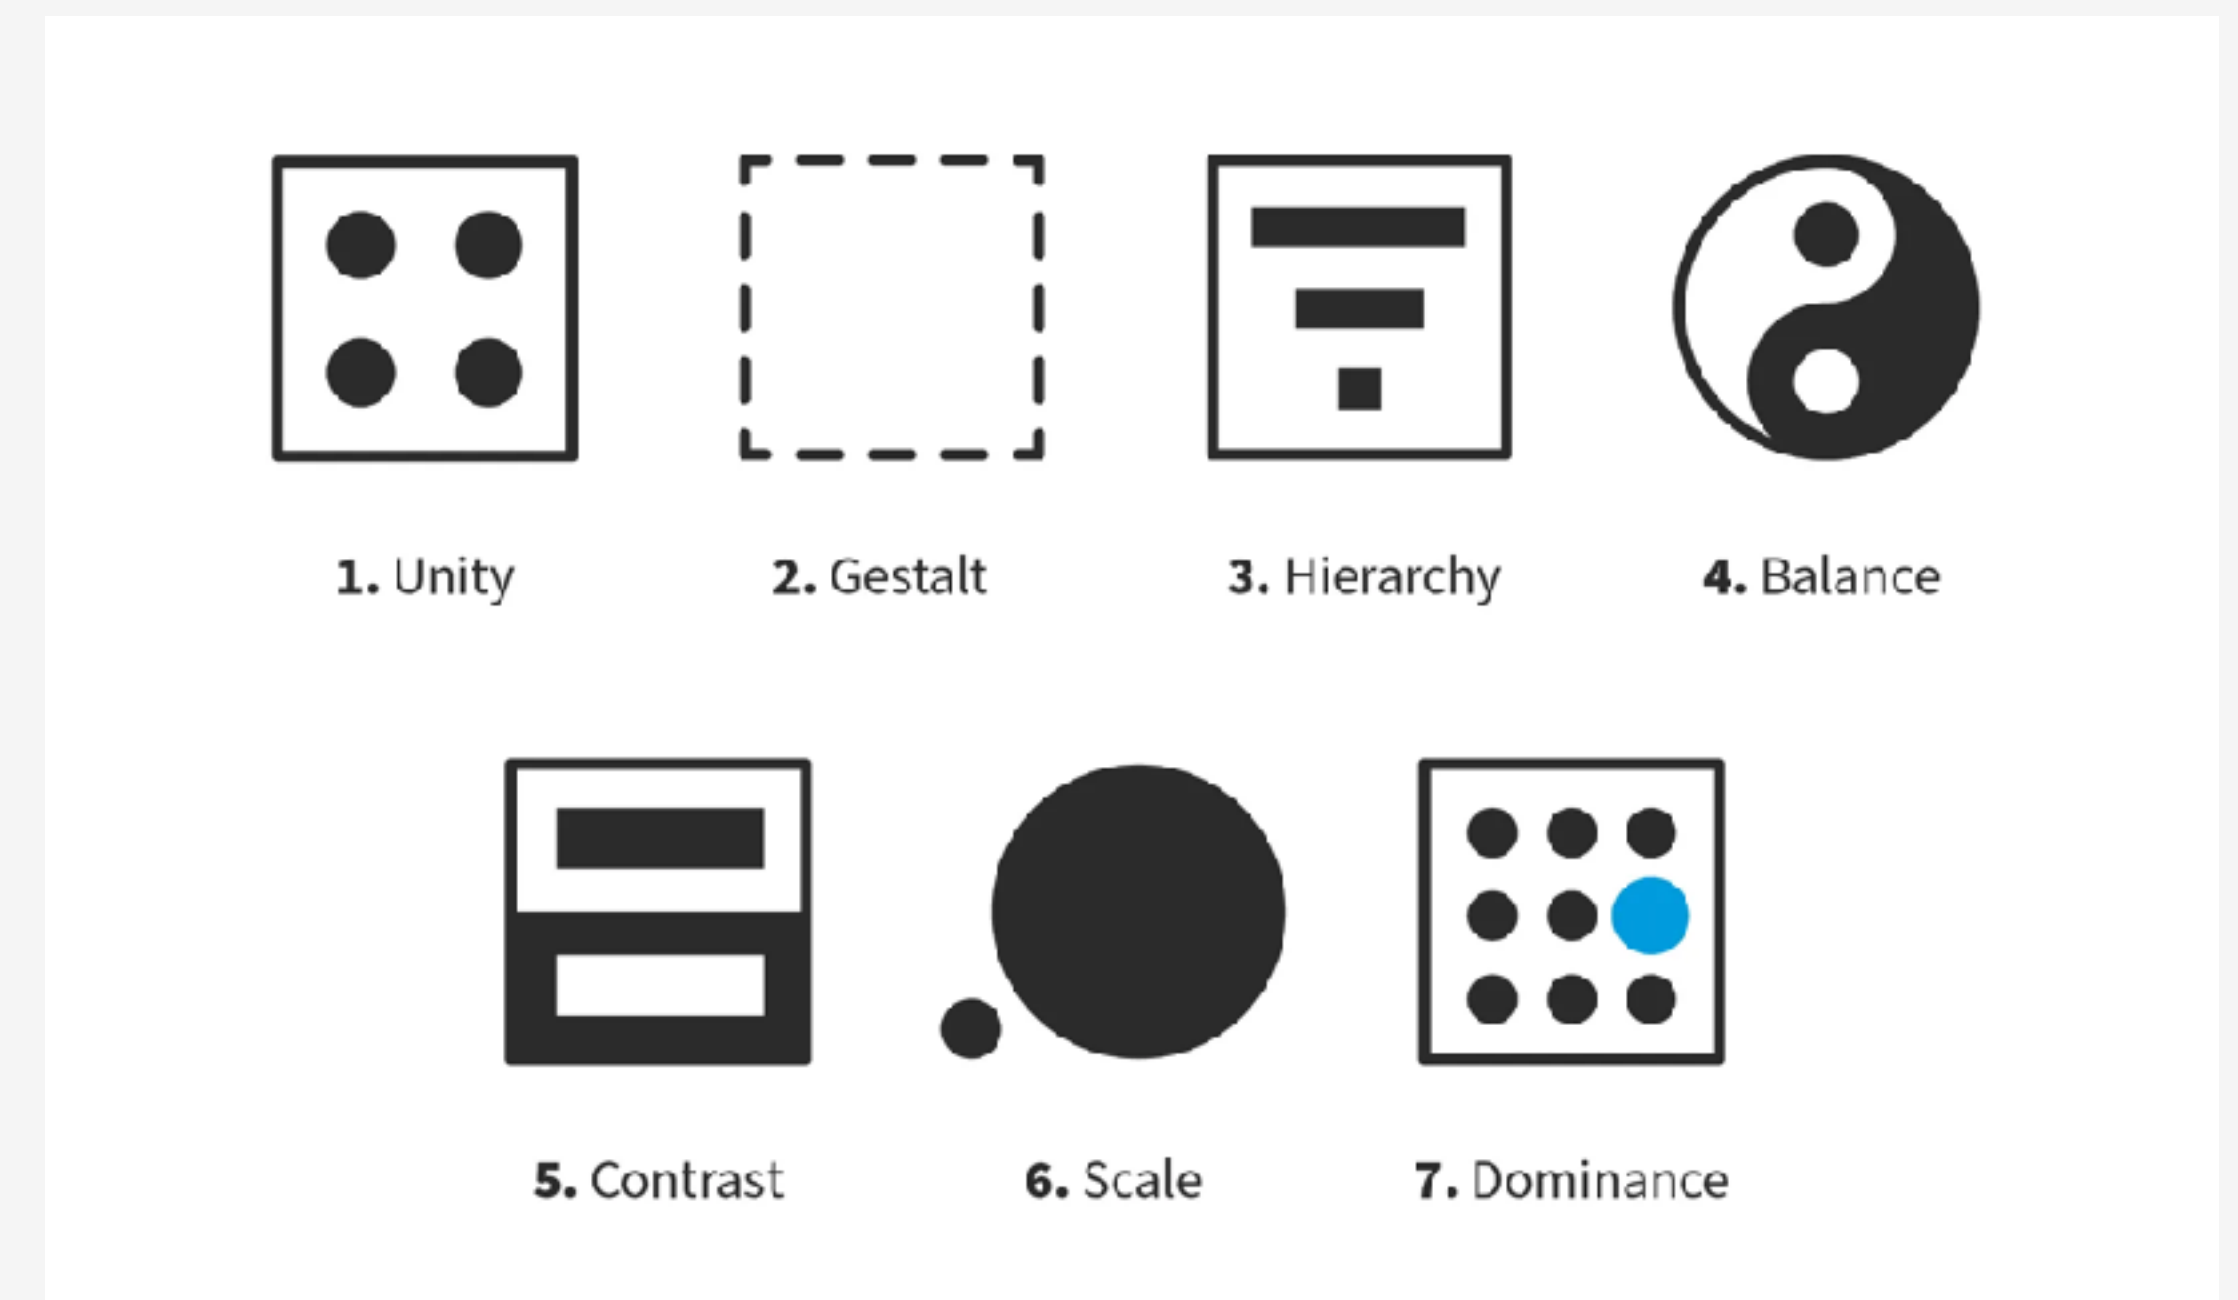 1. Unity
2. Gestalt
3. Hierarchy
4. Balance
5. Contrast
6. Scale
7. Dominance